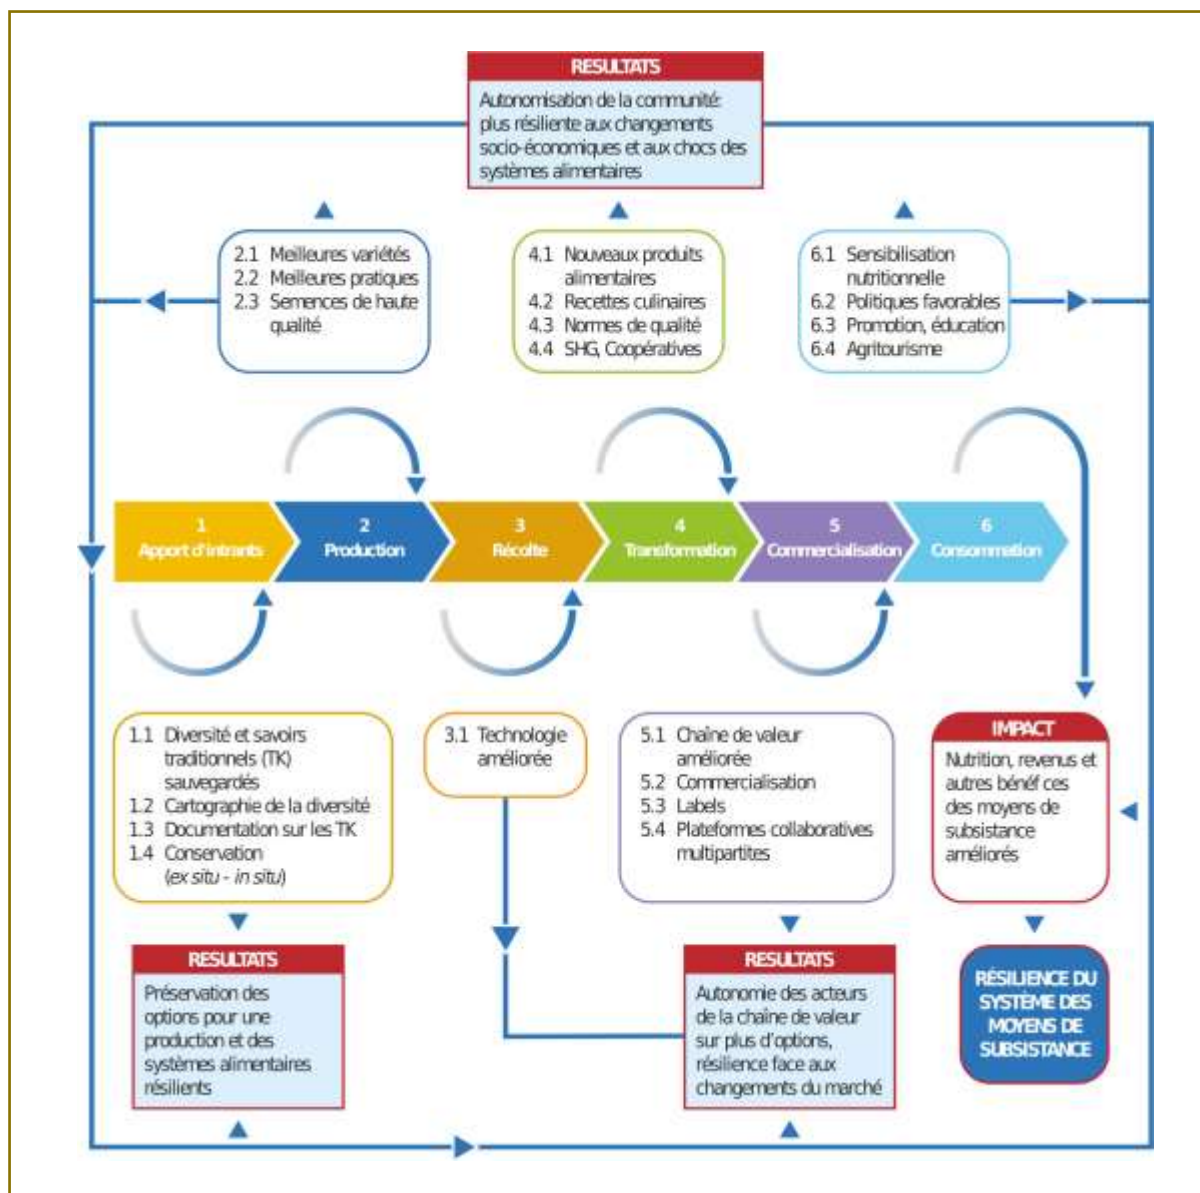 RESULTATS
Autonomisation de la communité:
plus résiliente aux changements
socio-économiques et aux chocs des
systèmes alimentaires
2.1 Meilleures variétés
2.2 Meilleures pratiques
2.3 Semences de haute
qualité
4.1 Nouveaux produits
alimentaires
4.2 Recettes culinaires
4.3 Normes de qualité
4.4 SHG, Coopératives
6.1 Sensibilisation
nutritionnelle
6.2 Politiques favorables
6.3 Promotion, éducation
6.4 Agritourisme
1
Apport d'intrants
2
Production
3
Récolte
4
Transformation
5
Commercialisation
6
Consommation
1.1 Diversité et savoirs
traditionnels (TK)
sauvegardés
1.2 Cartographie de la diversité
1.3 Documentation sur les TK
1.4 Conservation
(ex situ - in situ)
3.1 Technologie
améliorée
5.1 Chaîne de valeur
améliorée
5.2 Commercialisation
5.3 Labels
5.4 Plateformes collaboratives
multipartites
IMPACT
Nutrition, revenus et
autres bénéf ces
des moyens de
subsistance
améliorés
RESULTATS
Préservation des
options pour une
production et des
systèmes alimentaires
résilients
RESULTATS
Autonomie des acteurs
de la chaîne de valeur
sur plus d'options,
résilience face aux
changements du marché
RÉSILIENCE DU
SYSTÈME DES
MOYENS DE
SUBSISTANCE